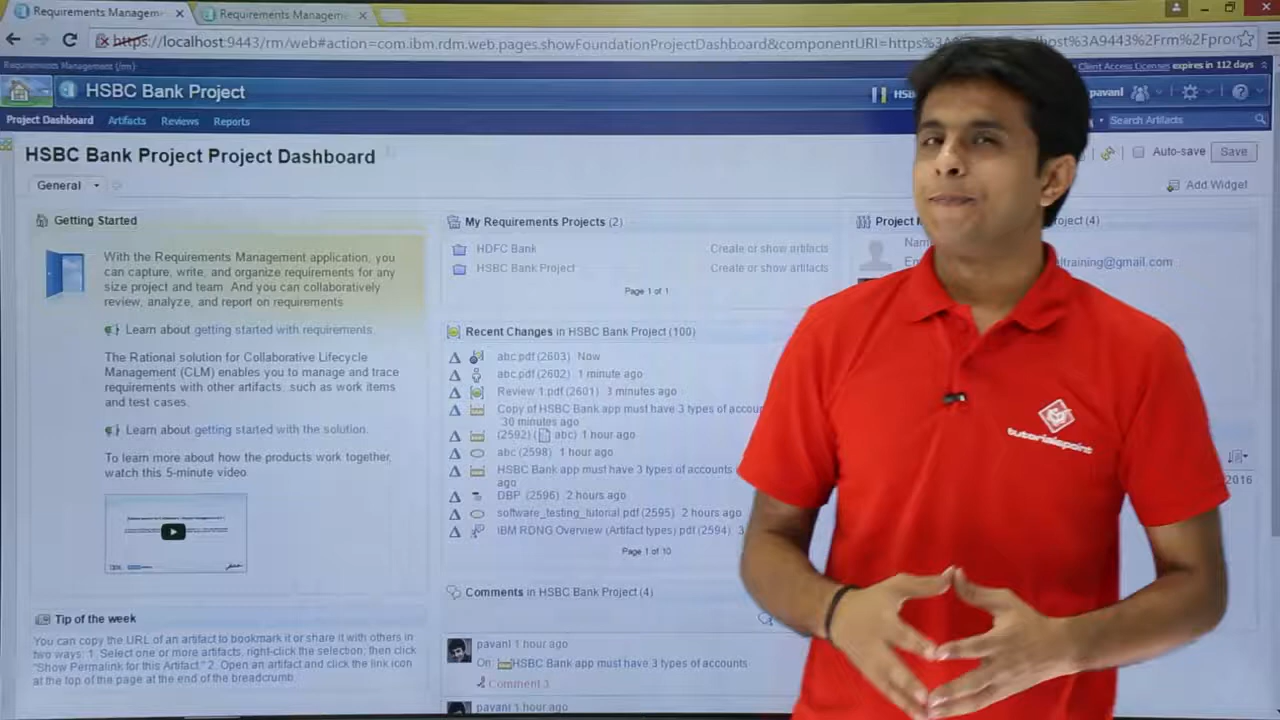 Requirements Managem
Requirements Managem
https://localhost:9443/rm/web#action=com.ibm.rdm.web.pages.showFoundationProjectDashboard&componentURI=https%3A
Requirements Management (/rm)
Client Access Licenses expires in 112 days
HSBC Bank Project
HSB
pavani
Project Dashboard
Artifacts
Reviews
Reports
Search Artifacts
HSBC Bank Project Project Dashboard
Auto-save
Save
General
Add Widget
Getting Started
With the Requirements Management application, you
can capture, write, and organize requirements for any
size project and team. And you can collaboratively
review, analyze, and report on requirements
Learn about getting started with requirements.
The Rational solution for Collaborative Lifecycle
Management (CLM) enables you to manage and trace
requirements with other artifacts, such as work items
and test cases.
Learn about getting started with the solution.
To learn more about how the products work together,
watch this 5-minute video
Tip of the week
You can copy the URL of an artifact to bookmark it or share it with others in
two ways: 1. Select one or more artifacts, right-click the selection; then click
"Show Permalink for this Artifact." 2. Open an artifact and click the link icon
at the top of the page at the end of the breadcrumb.
My Requirements Projects (2)
HDFC Bank Create or show artifacts
HSBC Bank Project Create or show artifacts
Page 1 of 1
Recent Changes in HSBC Bank Project (100)
abc.pdf (2603) Now
abc.pdf (2602) 1 minute ago
Review 1.pdf (2601) 3 minutes ago
Copy of HSBC Bank app must have 3 types of accou
30 minutes ago
(2592) ( abc) 1 hour ago
abc (2598) 1 hour ago
HSBC Bank app must have 3 types of accounts
ago
DBP (2596) 2 hours ago
software_testing_tutorial.pdf (2595) 2 hours ago
IBM RDNG Overview (Artifact types).pdf (2594) 3
Page 1 of 10
Comments in HSBC Bank Project (4)
pavani 1 hour ago
On: HSBC Bank app must have 3 types of accounts
Comment 3
pavani 1 hour ago
Project
roject (4)
Nam
Em
eltraining@gmail.com
2016
tutorialspoint